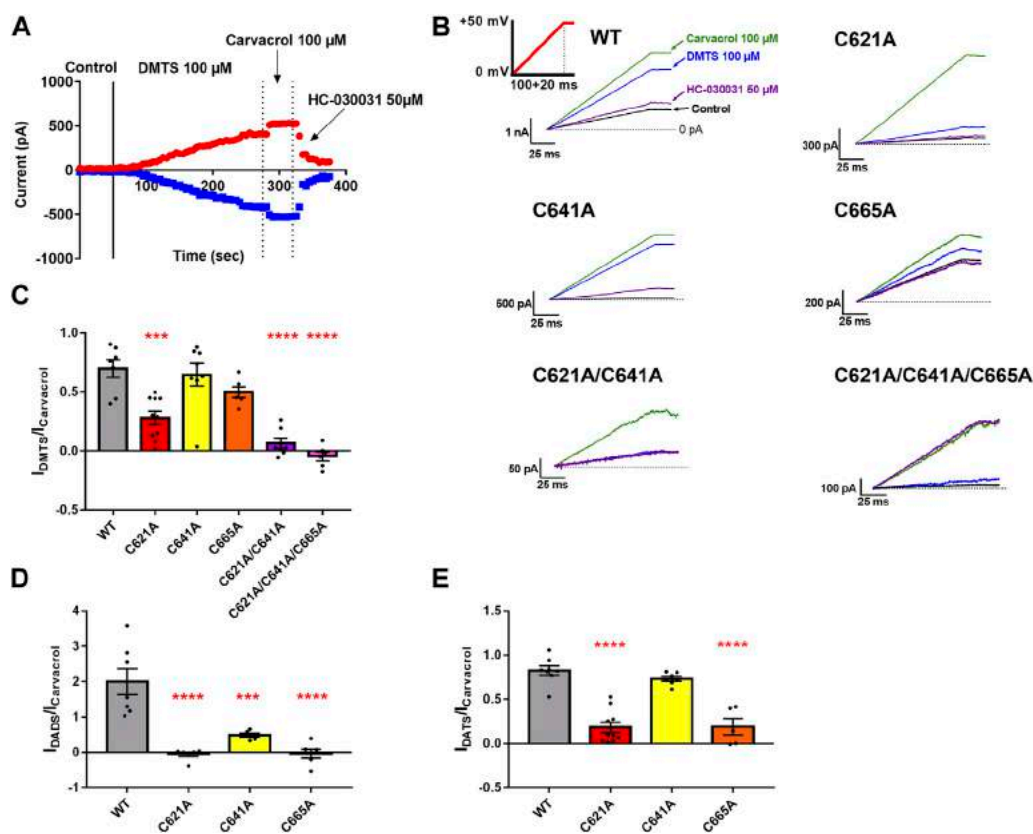 A
Carvacrol 100 µM
Control
DMTS 100 µM
HC-030031 50µM
1000
500
0
-500
-1000
100
200
300
400
Current (pA)
Time (sec)
B
+50 mV
0 mV
100+20 ms
WT
Carvacrol 100 µM
DMTS 100 µM
HC-030031 50 µM
Control
0 pA
1 nA
25 ms
C621A
300 pA
25 ms
C641A
500 pA
25 ms
C665A
200 pA
25 ms
C621A/C641A
50 pA
25 ms
C621A/C641A/C665A
100 pA
25 ms
C
IDMTS/ICarvacrol
1.0
0.5
0.0
-0.5
***
****
****
WT
C621A
C641A
C665A
C621A/C641A
C621A/C641A/C665A
D
IDADS/ICarvacrol
4
3
2
1
0
-1
****
***
****
WT
C621A
C641A
C665A
E
IDATS/ICarvacrol
1.0
0.5
0.0
-0.5
****
****
WT
C621A
C641A
C665A